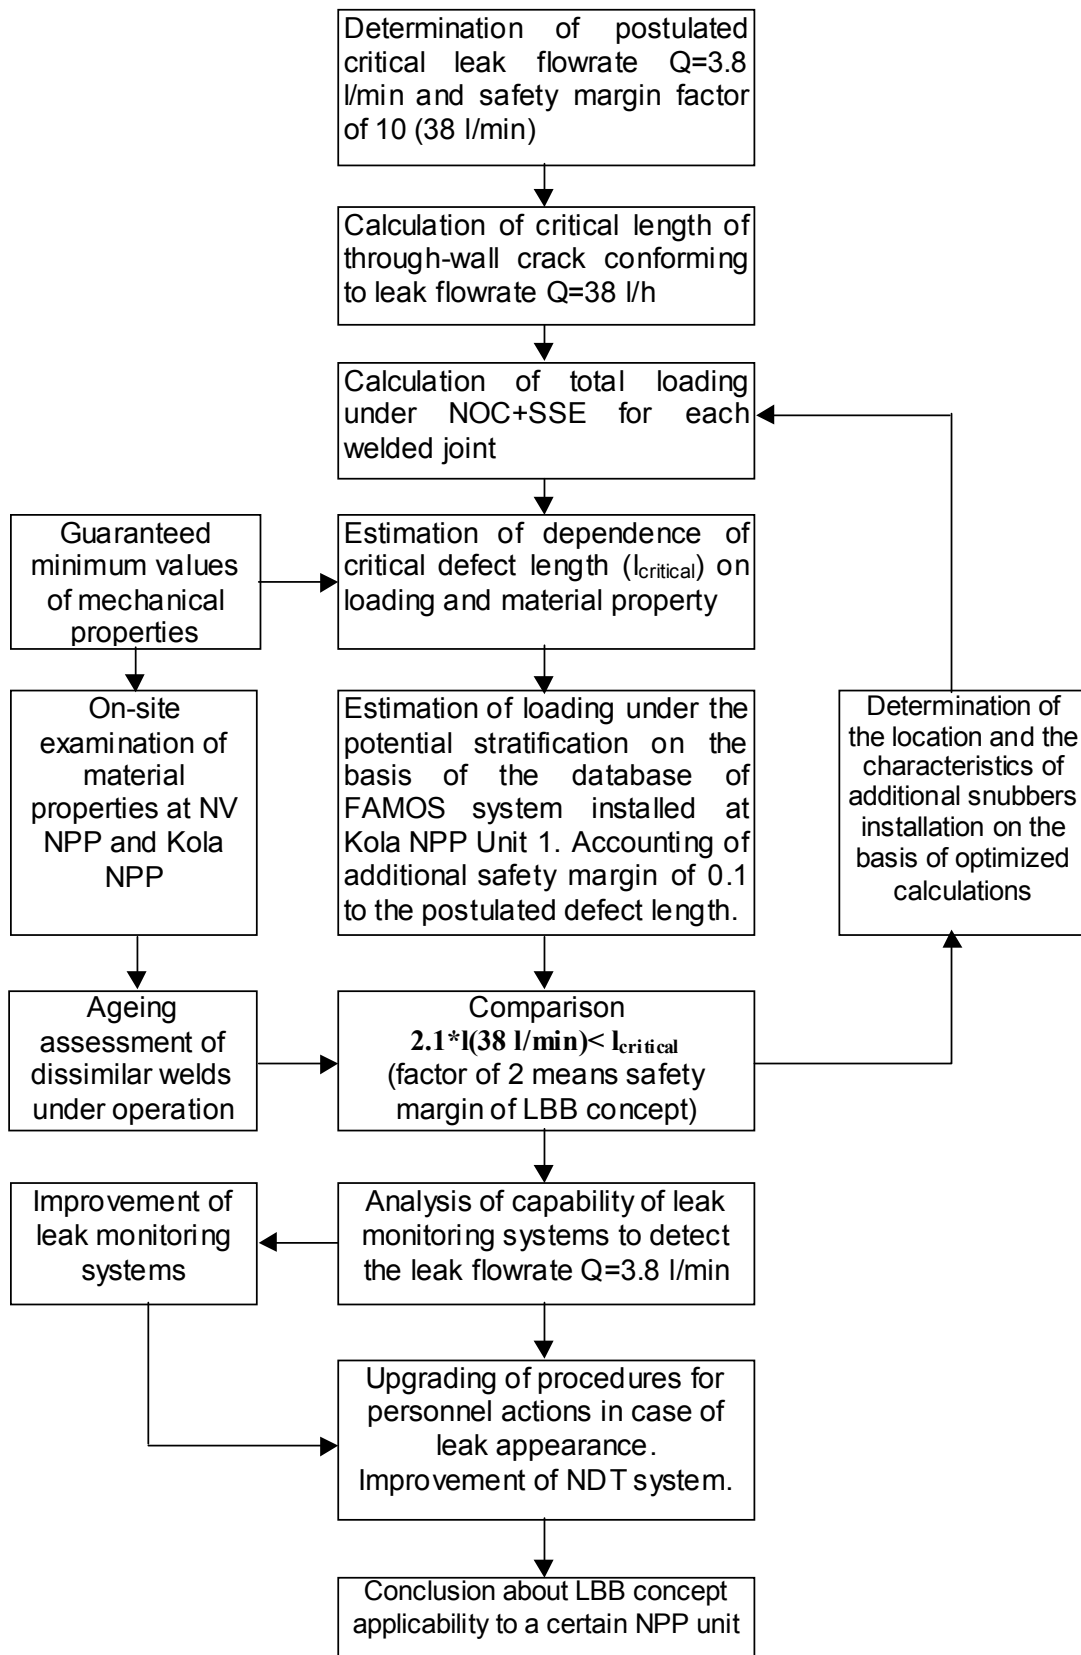 Determination of postulated
critical leak flowrate Q=3.8
l/min and safety margin factor
of 10 (38 l/min)
Calculation of critical length of
through-wall crack conforming
to leak flowrate Q=38 l/h
Calculation of total loading
under NOC+SSE for each
welded joint
Guaranteed
minimum values
of mechanical
properties
Estimation of dependence of
critical defect length (lcritical) on
loading and material property
On-site
examination of
material
properties at NV
NPP and Kola
NPP
Estimation of loading under the
potential stratification on the
basis of the database of
FAMOS system installed at
Kola NPP Unit 1. Accounting of
additional safety margin of 0.1
to the postulated defect length.
Determination of
the location and the
characteristics of
additional snubbers
installation on the
basis of optimized
calculations
Ageing
assessment of
dissimilar welds
under operation
Comparison
2.1*l(38 l/min)< lcritical
(factor of 2 means safety
margin of LBB concept)
Improvement of
leak monitoring
systems
Analysis of capability of leak
monitoring systems to detect
the leak flowrate Q=3.8 l/min
Upgrading of procedures for
personnel actions in case of
leak appearance.
Improvement of NDT system.
Conclusion about LBB concept
applicability to a certain NPP unit